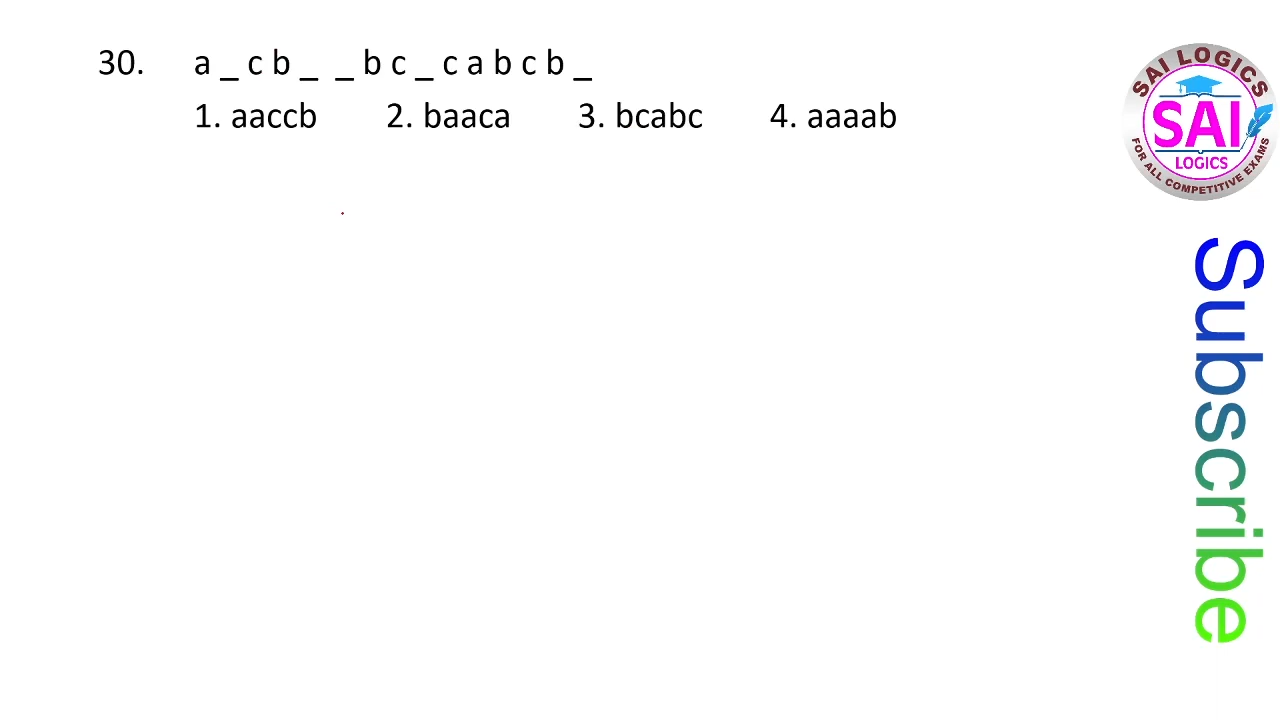 30. a _ c b _ _ b c _ c a b c b _
1. aaccb 2. baaca 3. bcabc 4. aaaab
SAI LOGICS
SAI
LOGICS
FOR ALL COMPETITIVE EXAMS
Subscribe